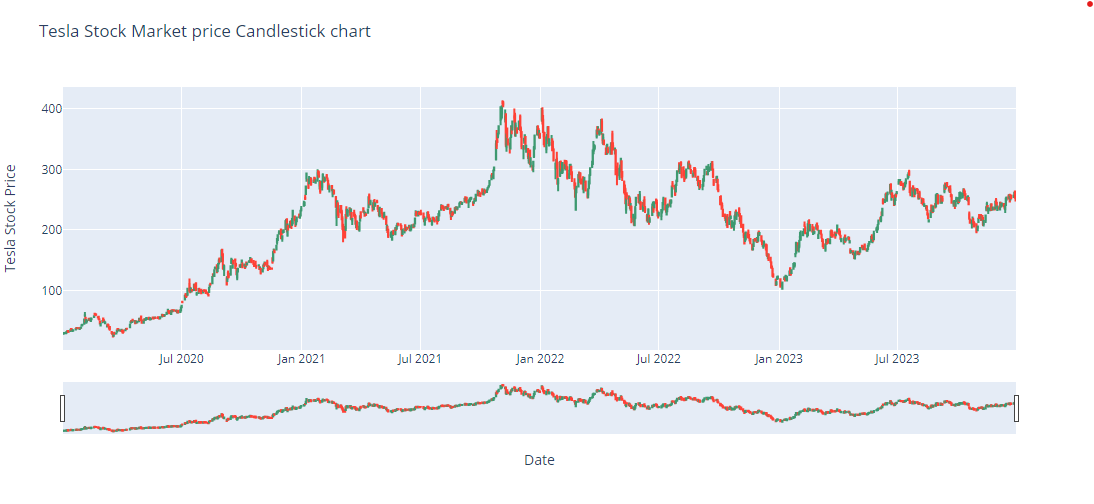 Tesla Stock Market price Candlestick chart
Tesla Stock Price
400
300
200
100
Jul 2020 Jan 2021 Jul 2021 Jan 2022 Jul 2022 Jan 2023 Jul 2023
Date